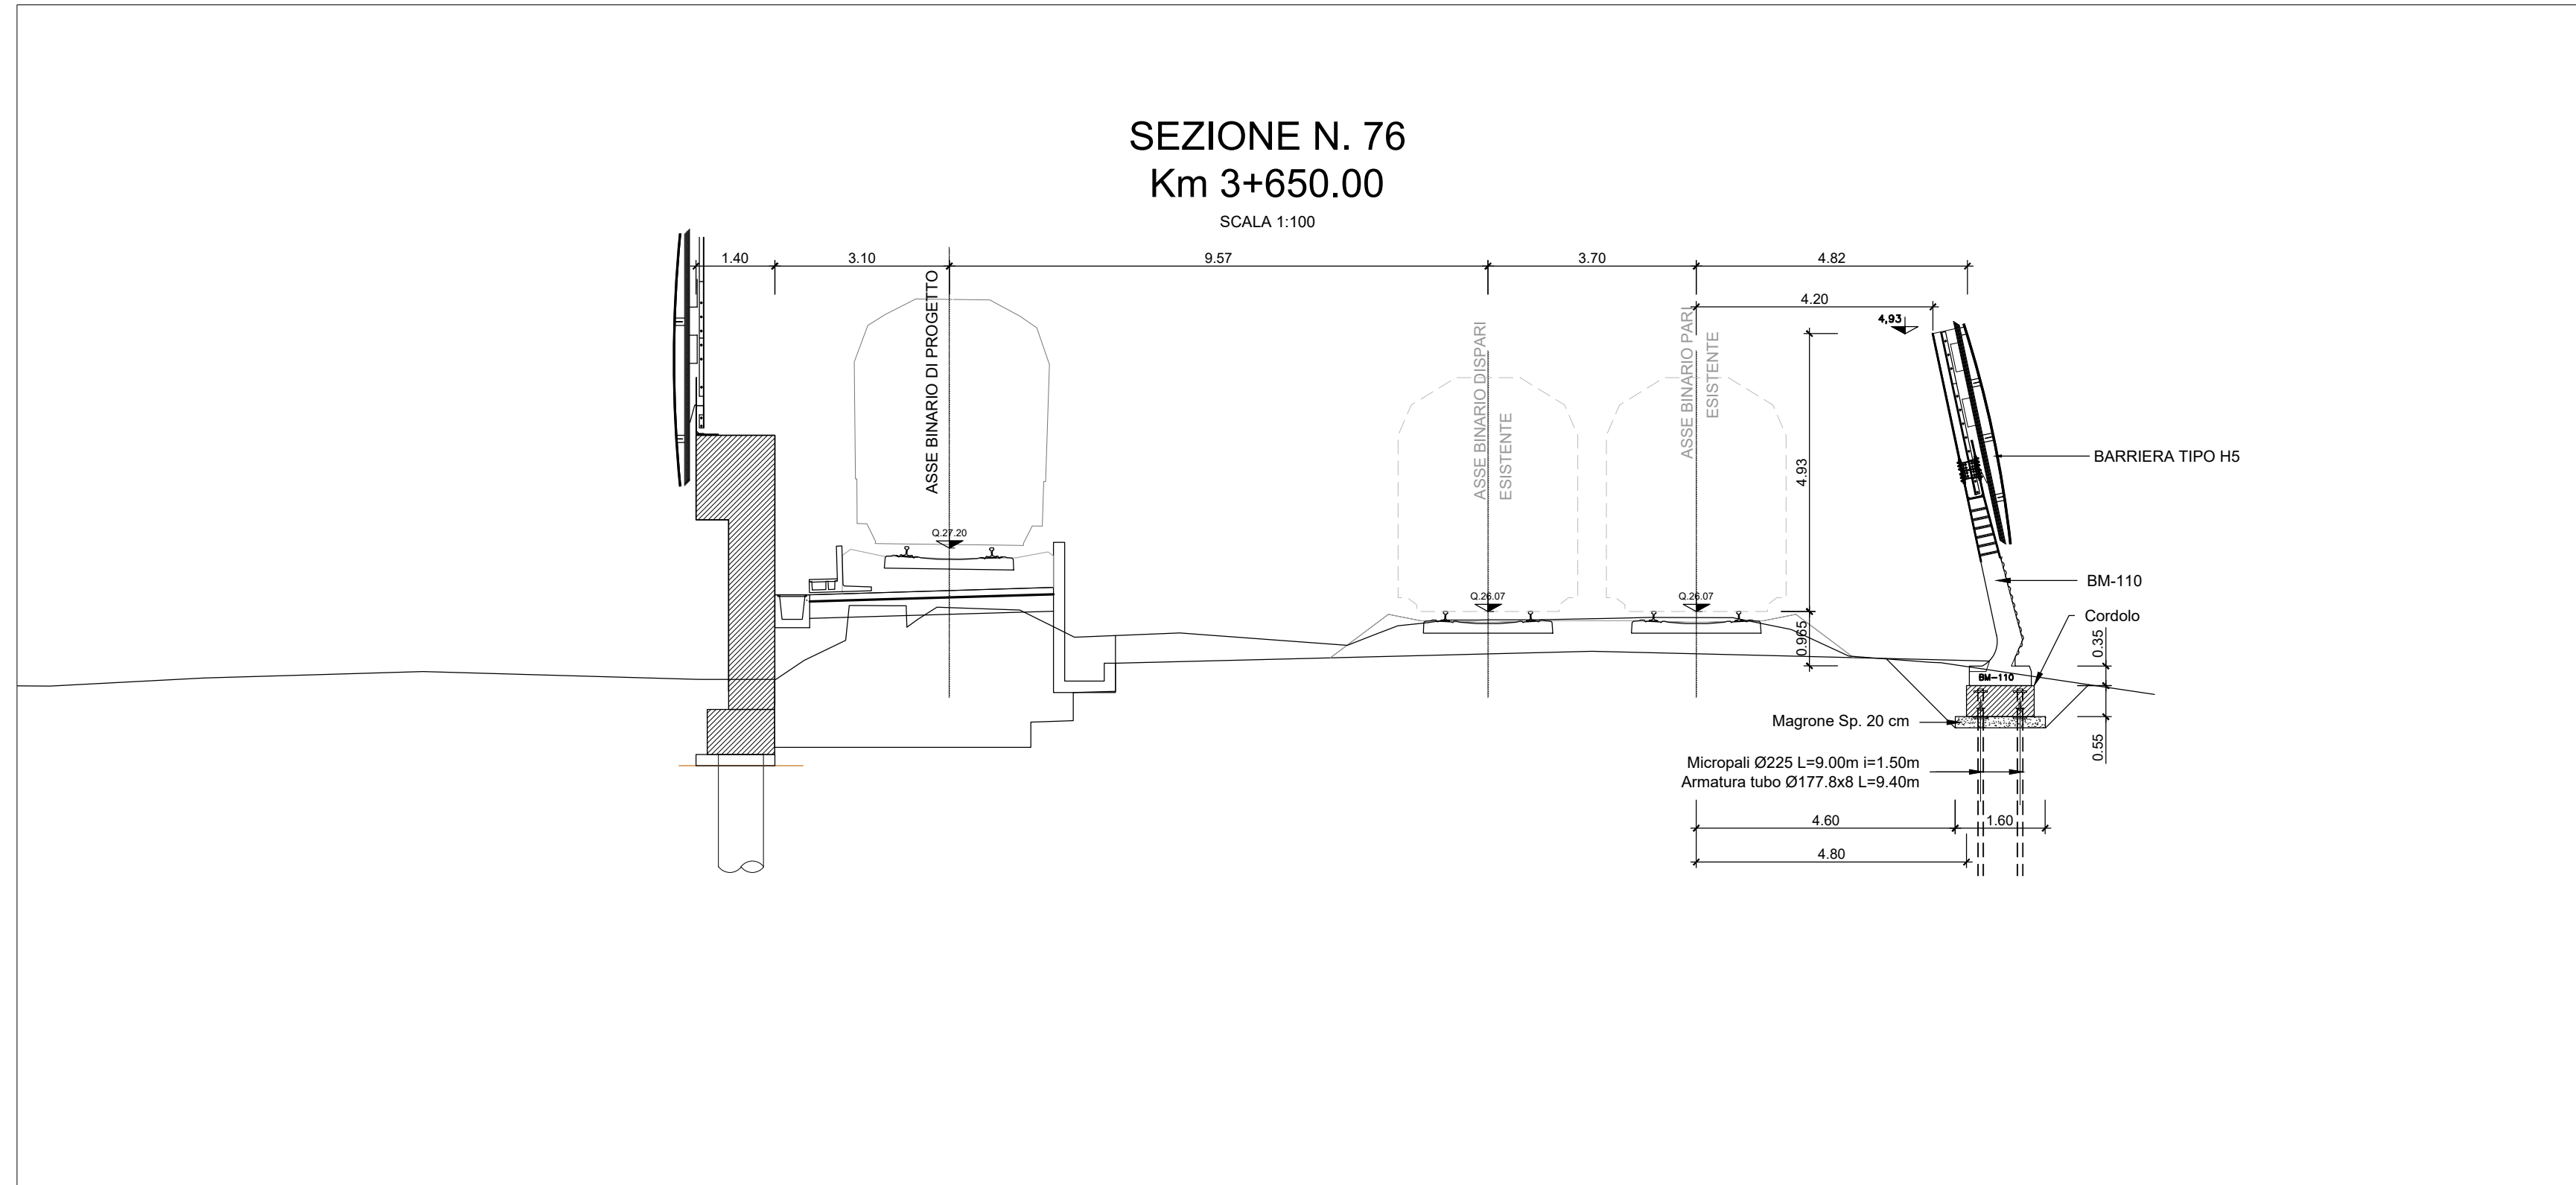 SEZIONE N. 76
Km 3+650.00
SCALA 1:100
1.40
3.10
9.57
3.70
4.82
4.20
4,93
ASSE BINARIO DI PROGETTO
ASSE BINARIO DISPARI
ESISTENTE
ASSE BINARIO PARI
ESISTENTE
4.93
BARRIERA TIPO H5
Q.27.20
Q.26.07
Q.26.07
BM-110
Cordolo
0.965
0.35
BM-110
Magrone Sp. 20 cm
0.55
Micropali Ø225 L=9.00m i=1.50m
Armatura tubo Ø177.8x8 L=9.40m
4.60
1.60
4.80